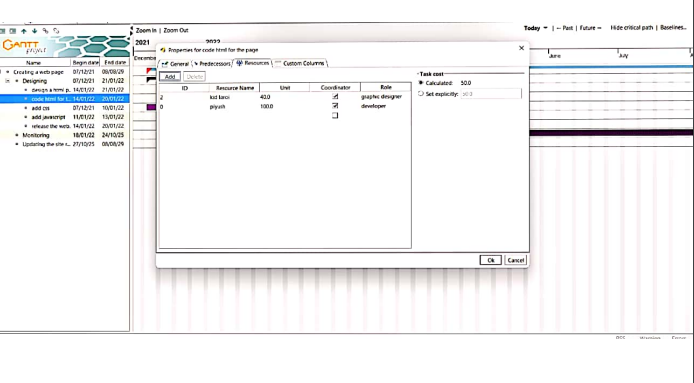 Zoom In | Zoom Out
Today | ← Past | Future → Hide critical path | Baselines...
2021 2022
GANTT project
Properties for code html for the page
June July
General Predecessors Resources Custom Columns
Name Begin date End date
Add Delete
ID Resource Name Unit Coordinator Role
Task cost
Creating a web page 07/12/21 08/08/29
Designing 07/12/21 21/01/22
design a html p... 14/01/22 21/01/22
code html for t... 14/01/22 20/01/22
add css 07/12/21 10/01/22
add javascript 11/01/22 13/01/22
release the web. 14/01/22 20/01/22
Monitoring 18/01/22 24/10/25
Updating the site s... 27/10/25 08/08/29
2 40.0 graphic designer
0 piyush 100.0 developer
Calculated: 50.0
Set explicitly: 50.0
Ok Cancel